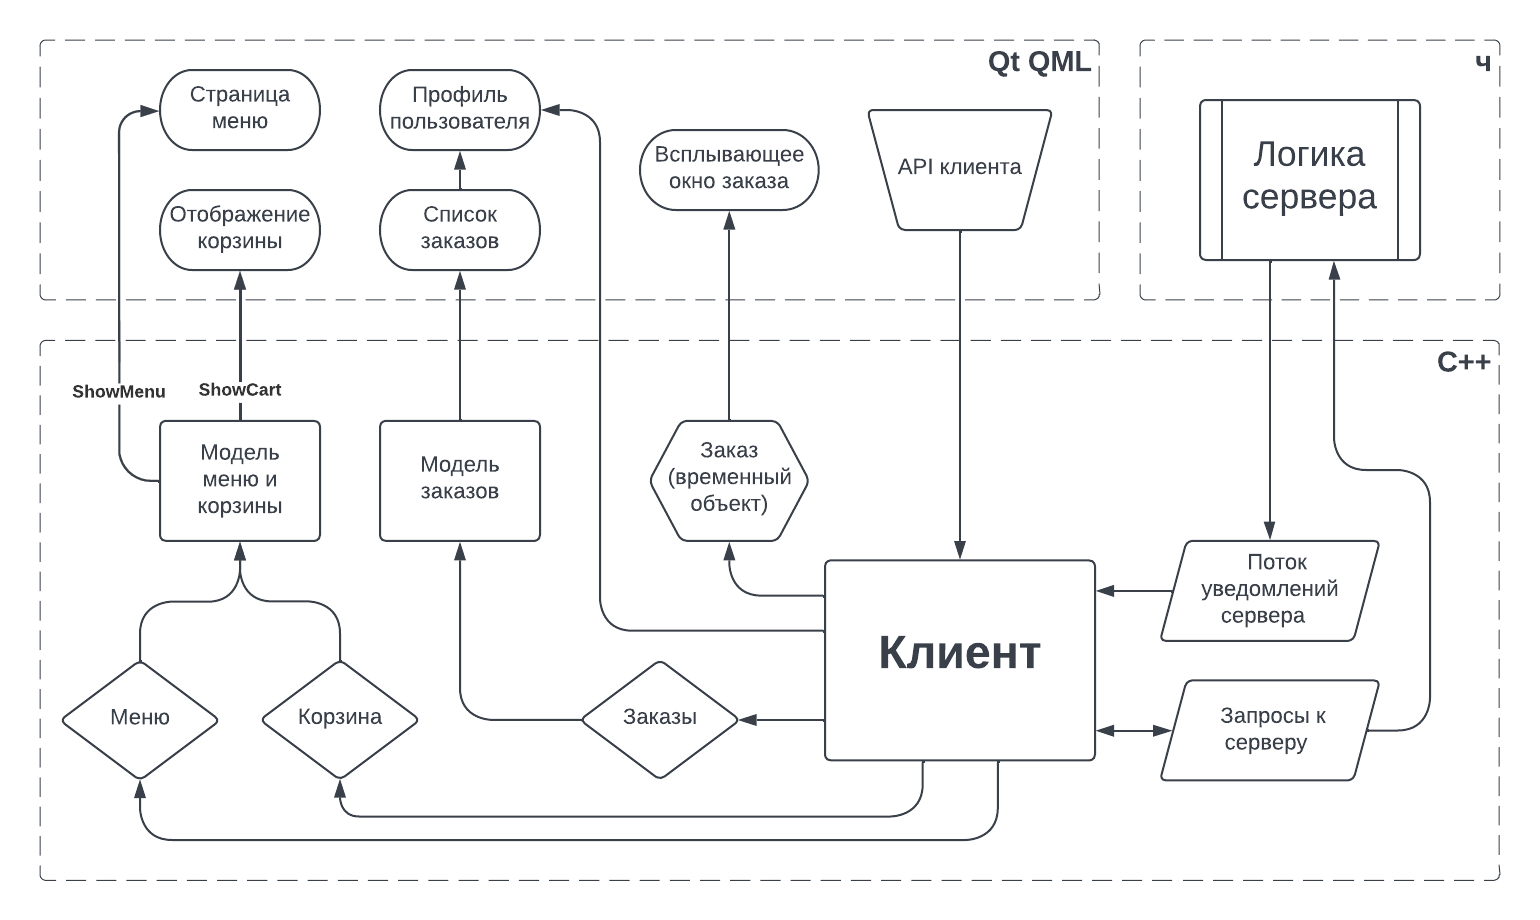 Qt QML
ч
Страница
меню
Профиль
пользователя
Всплывающее
окно заказа
API клиента
Логика
сервера
Отображение
корзины
Список
заказов
C++
ShowMenu
ShowCart
Модель
меню и
корзины
Модель
заказов
Заказ
(временный
объект)
Поток
уведомлений
сервера
Клиент
Меню
Корзина
Заказы
Запросы к
серверу